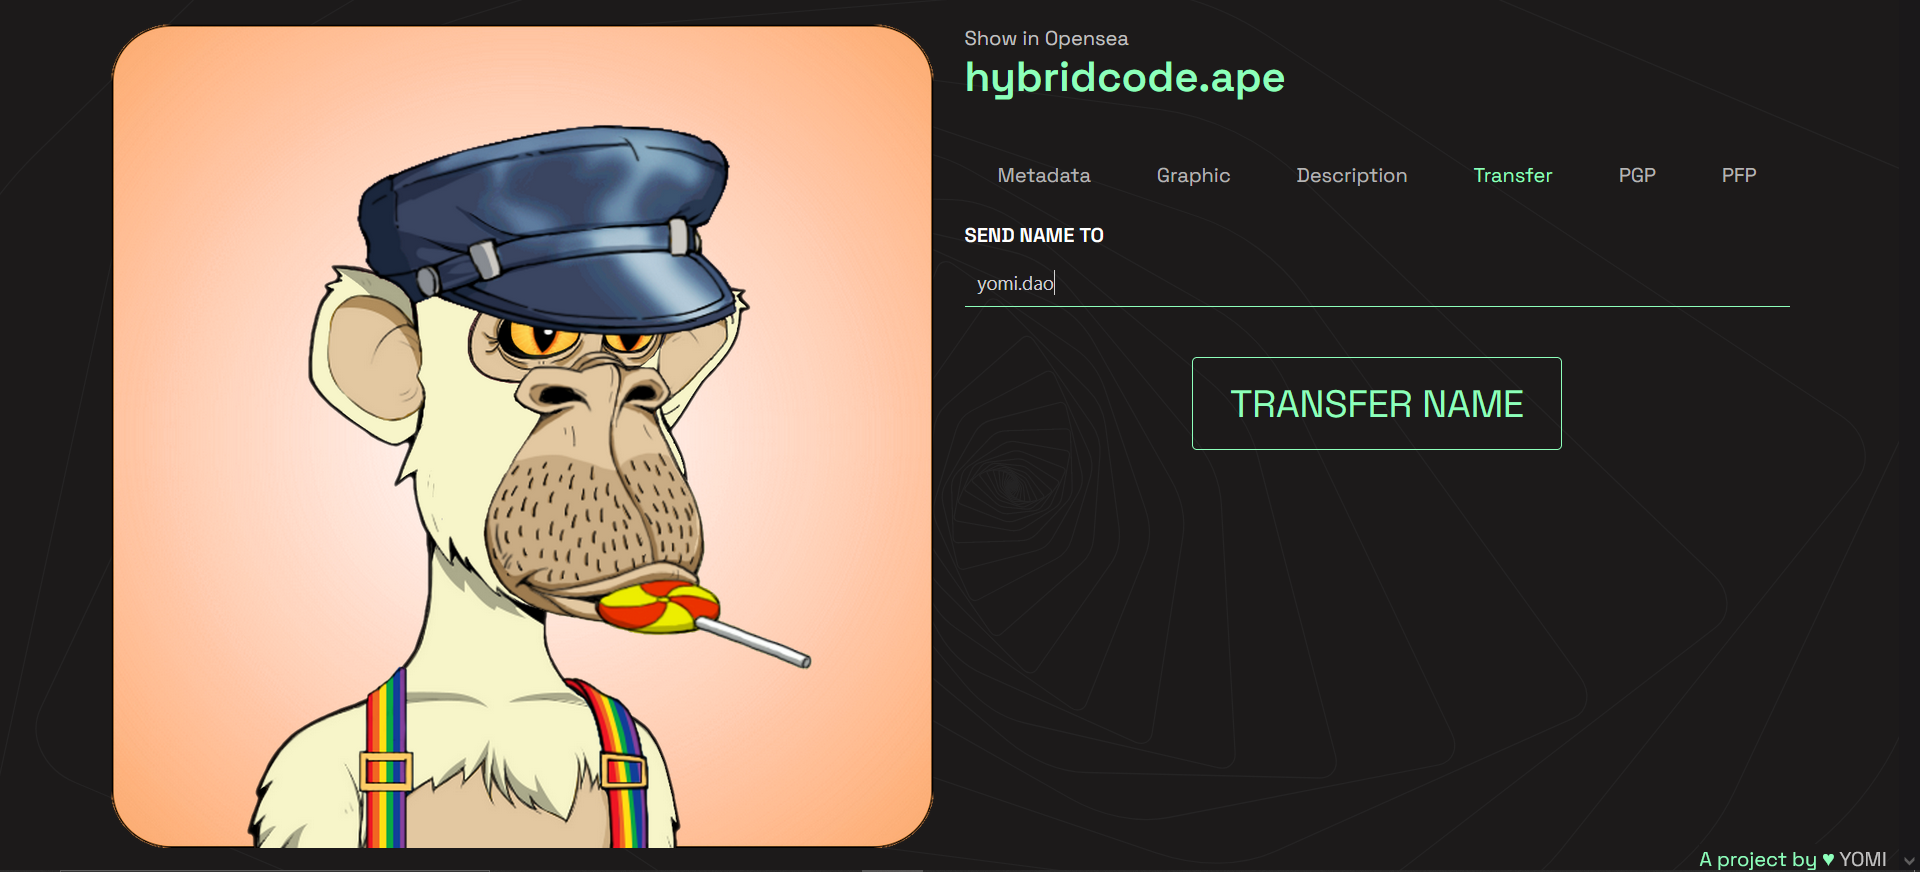 Show in Opensea
hybridcode.ape
Metadata Graphic Description Transfer PGP PFP
SEND NAME TO
yomi.dao
TRANSFER NAME
A project by ♥ YOMI